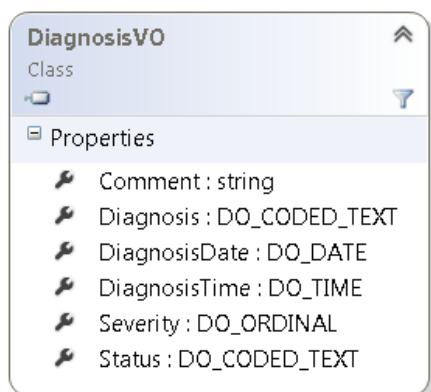 DiagnosisVO
Class
Properties
Comment : string
Diagnosis : DO_CODED_TEXT
DiagnosisDate : DO_DATE
DiagnosisTime : DO_TIME
Severity : DO_ORDINAL
Status : DO_CODED_TEXT